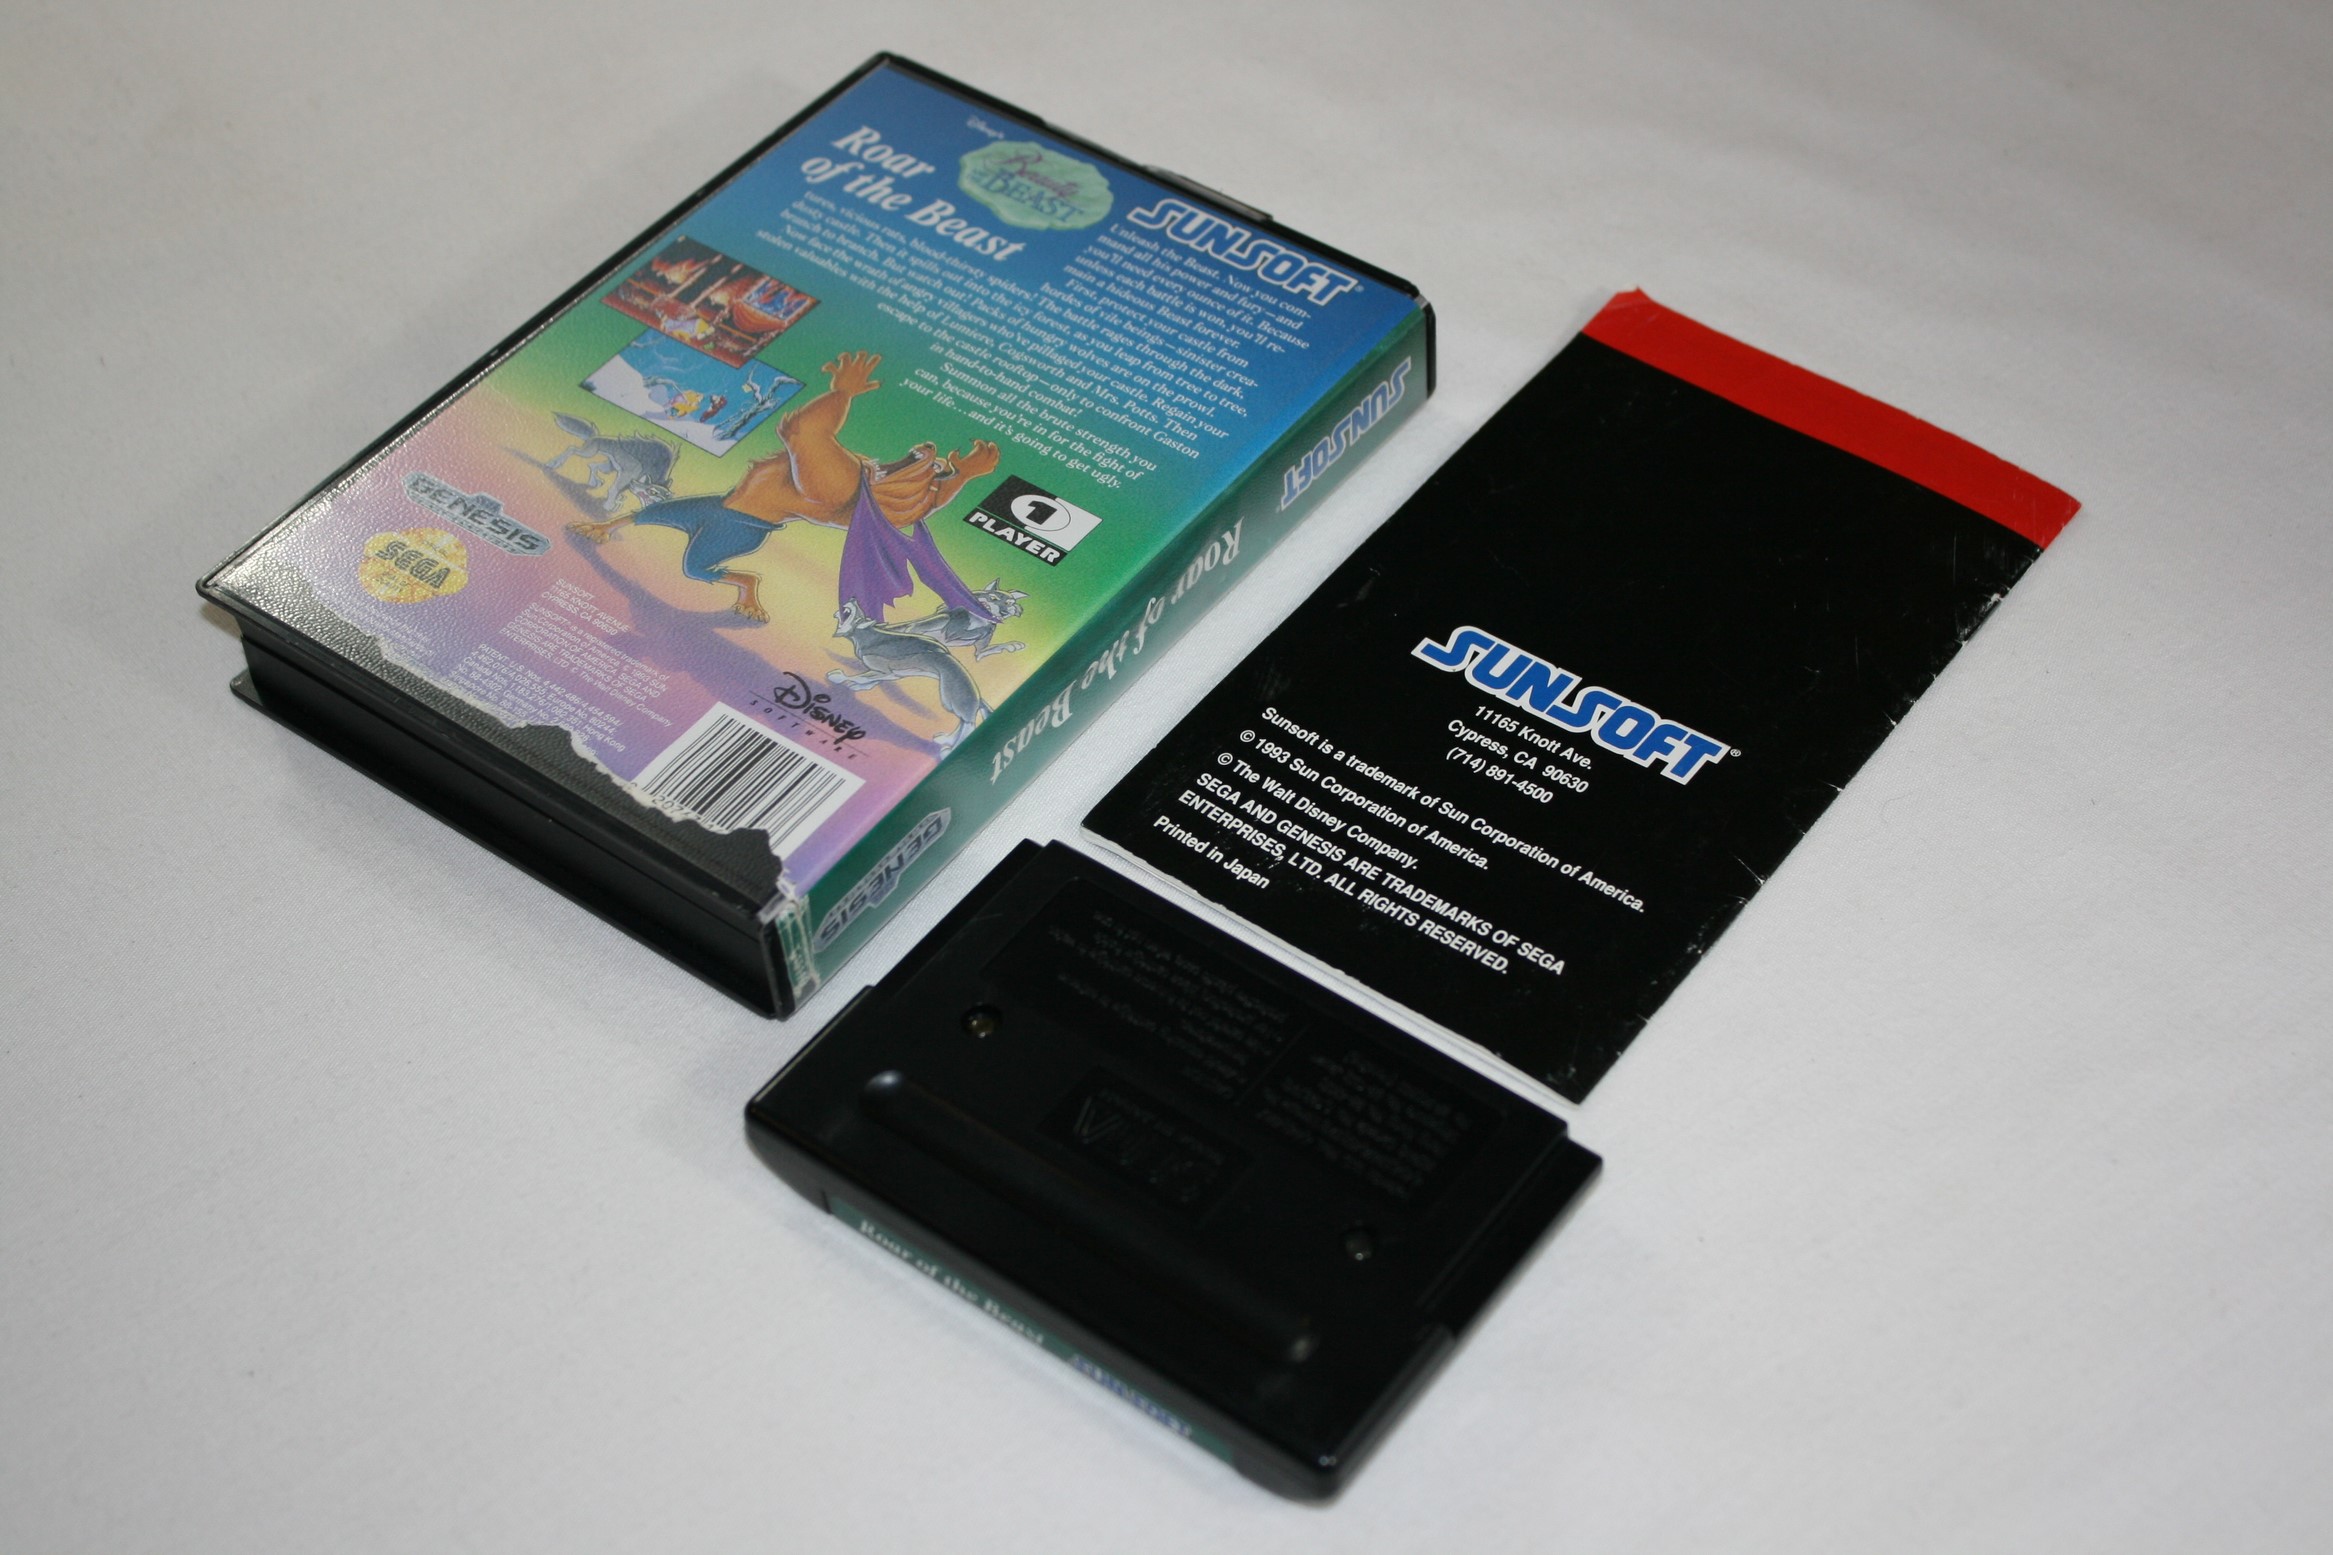 Disney's
Beauty
and the
BEAST
Roar
of the Beast
SUNSOFT®
Unleash the Beast. Now you com-
mand all his power and fury—and
you'll need every ounce of it. Because
unless each battle is won, you'll re-
main a hideous Beast forever.
First, protect your castle from
hordes of vile beings—sinister crea-
tures, vicious rats, blood-thirsty spiders! The battle rages through the dark,
dusty castle. Then it spills out into the icy forest, as you leap from tree to tree,
branch to branch. But watch out! Packs of hungry wolves are on the prowl.
Now face the wrath of angry villagers who've pillaged your castle. Regain your
stolen valuables with the help of Lumiere, Cogsworth and Mrs. Potts. Then
escape to the castle rooftop—only to confront Gaston
in hand-to-hand combat!
Summon all the brute strength you
can, because you're in for the fight of
your life...and it's going to get ugly.
1
PLAYER
GENESIS
SEGA
SUNSOFT
11165 KNOTT AVENUE
CYPRESS, CA 90630
DISNEY
SOFTWARE
SUNSOFT
Roar of the Beast
GENESIS
SUNSOFT®
11165 Knott Ave.
Cypress, CA 90630
(714) 891-4500
Sunsoft is a trademark of Sun Corporation of America.
© 1993 Sun Corporation of America.
© The Walt Disney Company.
SEGA AND GENESIS ARE TRADEMARKS OF SEGA
ENTERPRISES, LTD. ALL RIGHTS RESERVED.
Printed in Japan
Roar of the Beast
SUNSOFT